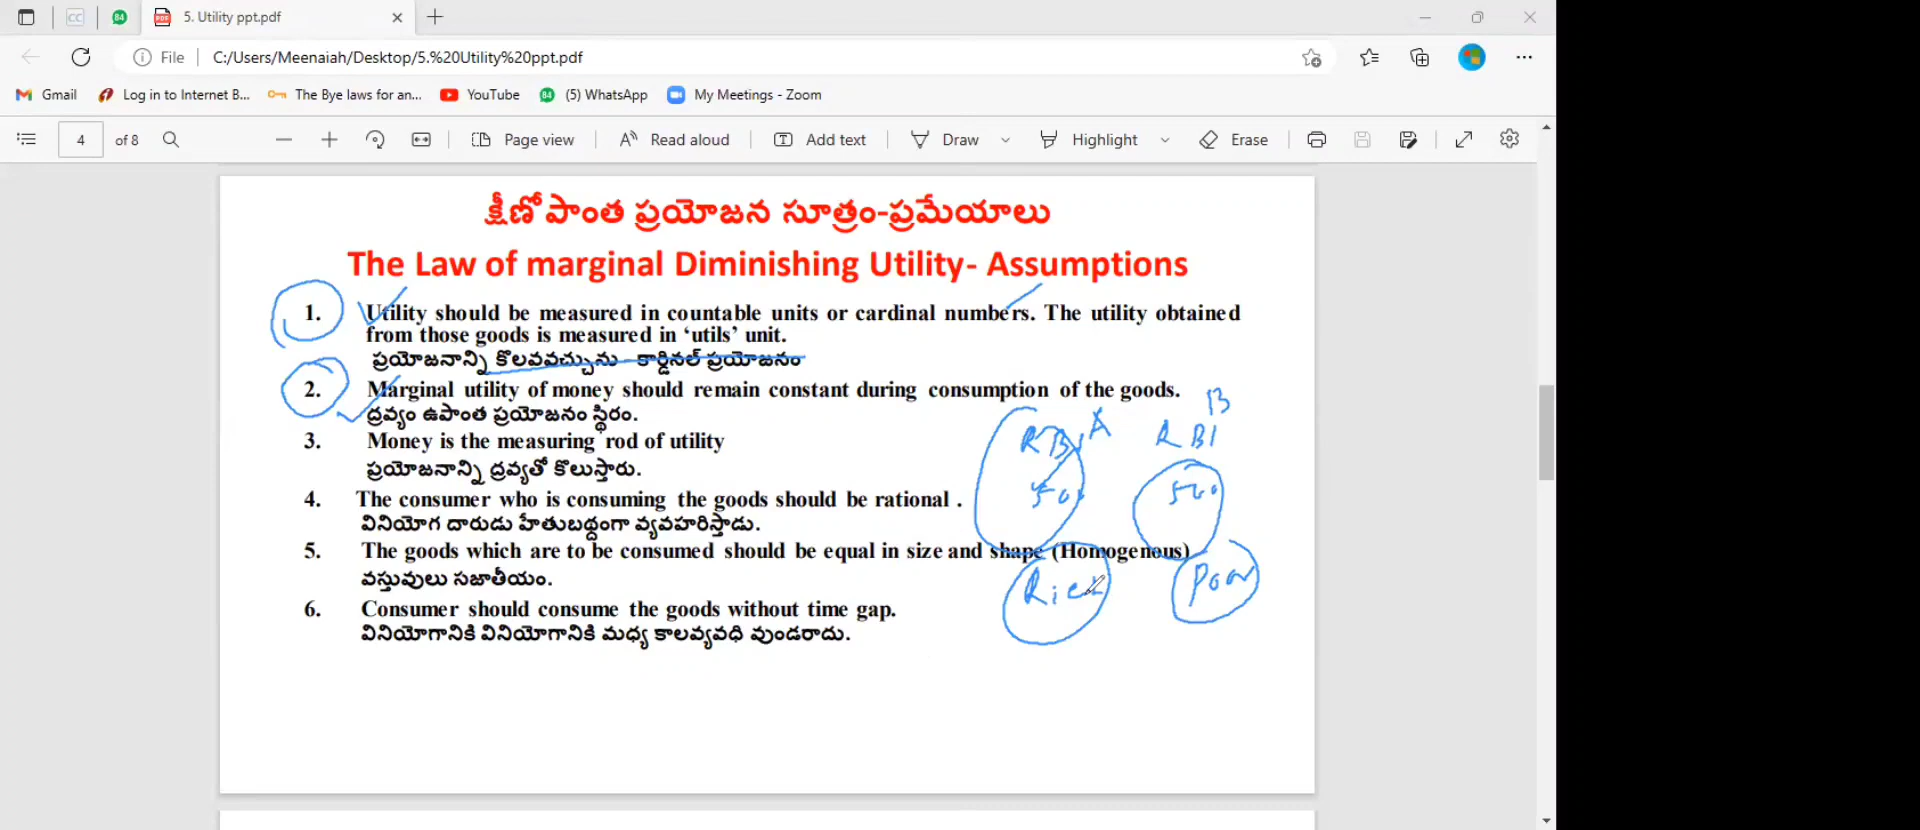 5. Utility ppt.pdf
File C:/Users/Meenaiah/Desktop/5.%20Utility%20ppt.pdf
Gmail Log in to Internet B... The Bye laws for an... YouTube (5) WhatsApp My Meetings - Zoom
4 of 8 Page view Read aloud Add text Draw Highlight Erase
క్షీణోపాంత ప్రయోజన సూత్రం-ప్రమేయాలు
The Law of marginal Diminishing Utility- Assumptions
1. Utility should be measured in countable units or cardinal numbers. The utility obtained
from those goods is measured in ‘utils’ unit.
ప్రయోజనాన్ని కొలవవచ్చును - కార్డినల్ ప్రయోజనం
2. Marginal utility of money should remain constant during consumption of the goods.
ద్రవ్యం ఉపాంత ప్రయోజనం స్థిరం.
B
A
RBI
3. Money is the measuring rod of utility
ప్రయోజనాన్ని ద్రవ్యతో కొలుస్తారు.
500
4. The consumer who is consuming the goods should be rational .
వినియోగ దారుడు హేతుబద్ధంగా వ్యవహరిస్తాడు.
5. The goods which are to be consumed should be equal in size and shape (Homogenous)
వస్తువులు సజాతీయం.
Rich Poor
6. Consumer should consume the goods without time gap.
వినియోగానికి వినియోగానికి మధ్య కాలవ్యవధి వుండరాదు.